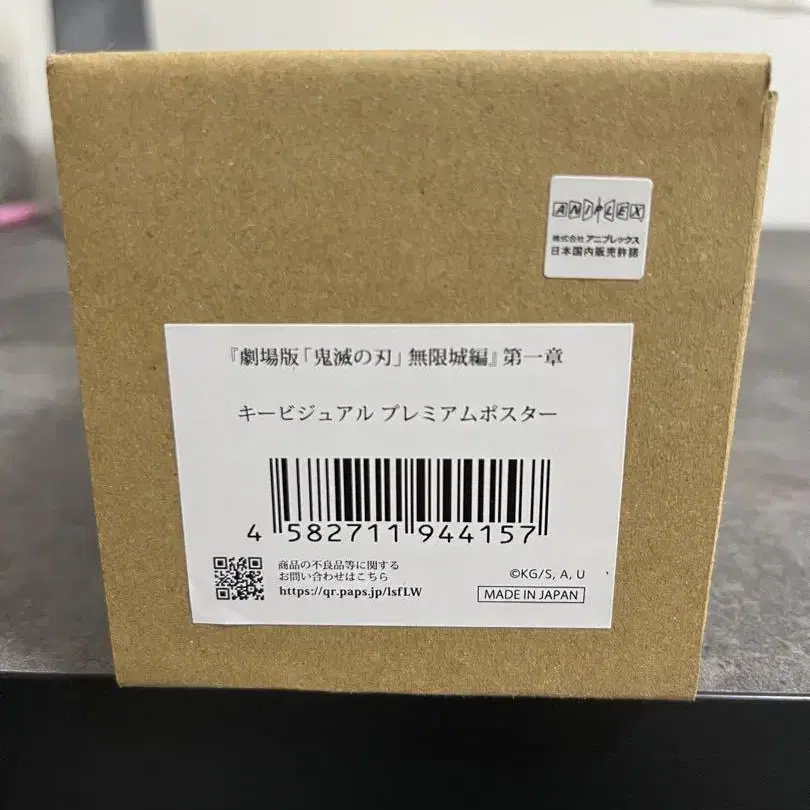 ANIPLEX
株式会社 アニプレックス
日本国内販売許諾
『劇場版「鬼滅の刃」無限城編』第一章
キービジュアル プレミアムポスター
4 582711 944157
商品の不良品等に関する
お問い合わせはこちら
https://qr.paps.jp/lsfLW
©KG/S, A, U
MADE IN JAPAN